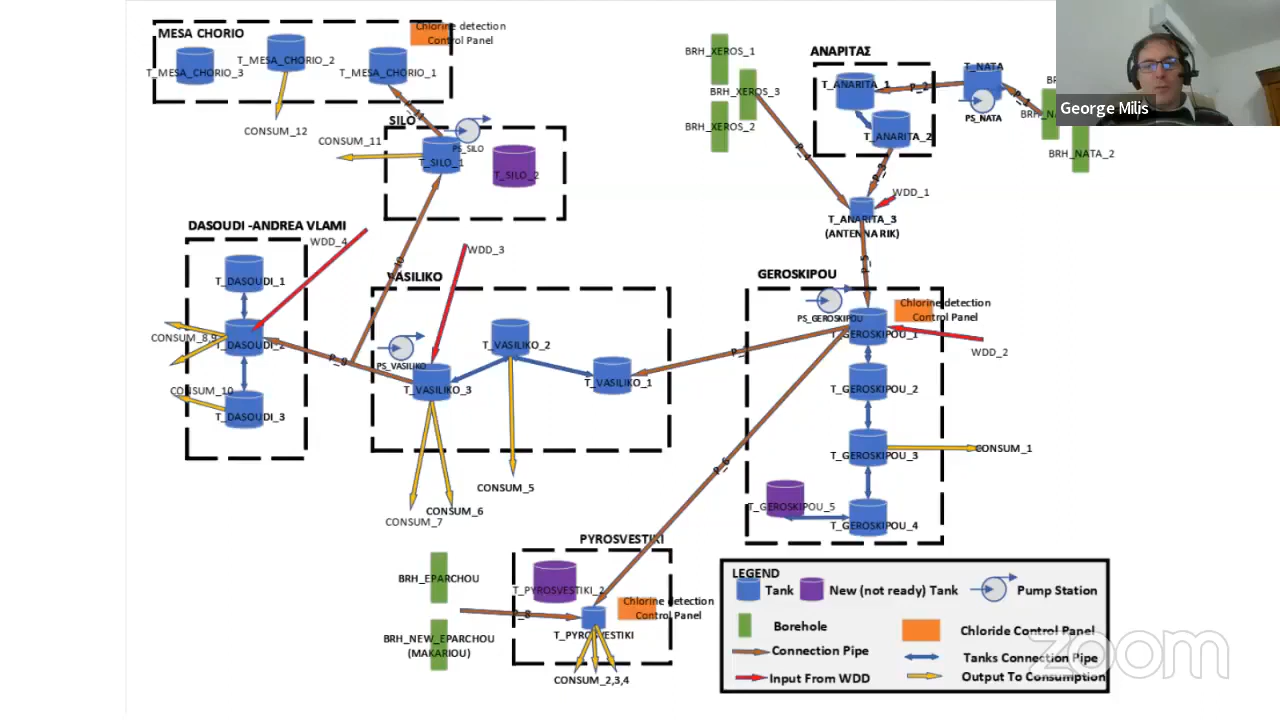 MESA CHORIO
Chlorine detection
Control Panel
T_MESA_CHORIO_3
T_MESA_CHORIO_2
T_MESA_CHORIO_1
CONSUM_12
SILO
CONSUM_11
PS_SILO
T_SILO_1
T_SILO_2
BRH_XEROS_1
BRH_XEROS_3
BRH_XEROS_2
ΑΝΑΡΙΤΑΣ
T_ANARITA_1
T_ANARITA_2
T_NATA
PS_NATA
BRH_NATA_2
George Milis
WDD_1
T_ANARITA_3
(ANTENNA RIK)
DASOUDI -ANDREA VLAMI
WDD_4
T_DASOUDI_1
CONSUM_8,9
T_DASOUDI_2
CONSUM_10
T_DASOUDI_3
P_9
VASILIKO
WDD_3
PS_VASILIKO
T_VASILIKO_2
T_VASILIKO_3
T_VASILIKO_1
CONSUM_5
CONSUM_6
CONSUM_7
GEROSKIPOU
PS_GEROSKIPOU
Chlorine detection
Control Panel
T_GEROSKIPOU_1
WDD_2
T_GEROSKIPOU_2
T_GEROSKIPOU_3
CONSUM_1
T_GEROSKIPOU_5
T_GEROSKIPOU_4
PYROSVESTIKI
BRH_EPARCHOU
T_PYROSVESTIKI_2
Chlorine detection
Control Panel
T_PYROSVESTIKI
BRH_NEW_EPARCHOU
(MAKARIOU)
CONSUM_2,3,4
LEGEND
Tank
New (not ready) Tank
Pump Station
Borehole
Chloride Control Panel
Connection Pipe
Tanks Connection Pipe
Input From WDD
Output To Consumption
zoom